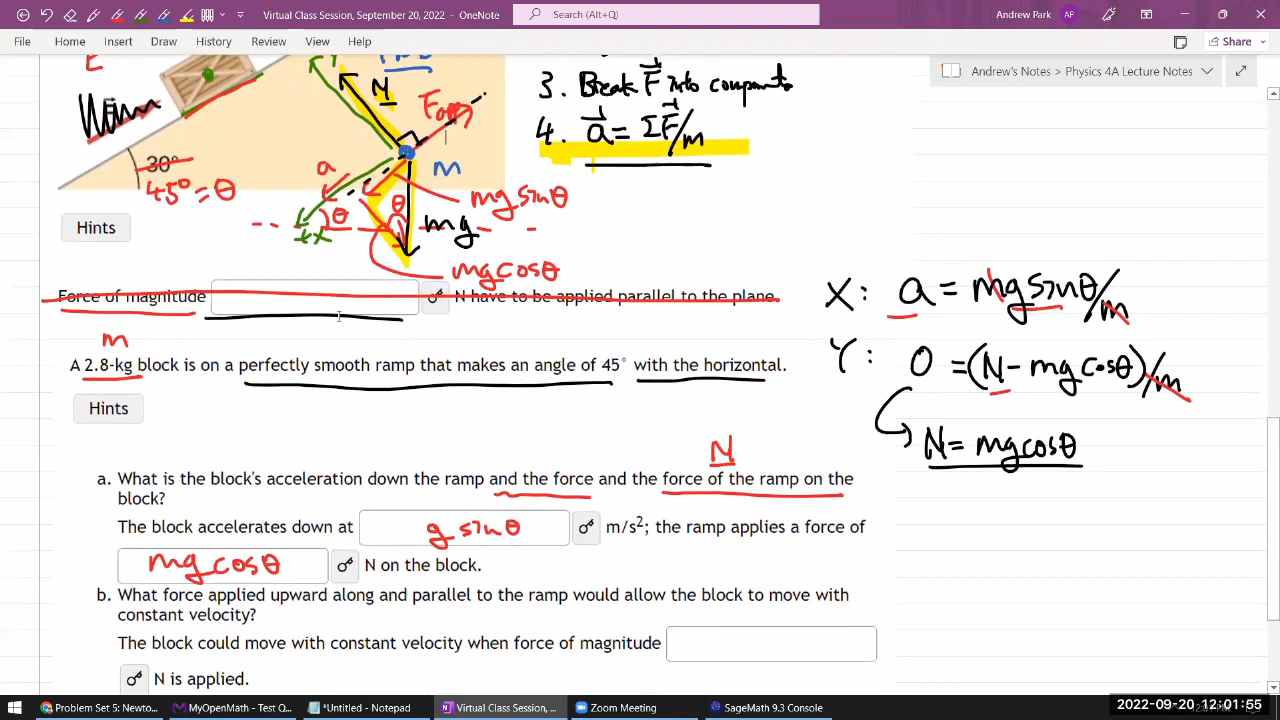 Virtual Class Session, September 20, 2022 - OneNote
Search (Alt+Q)
Andrew Park
AP
File
Home
Insert
Draw
History
Review
View
Help
Share
Andrew's Notes > Physics 4A Lecture Notes
N
m
30°
45° = θ
a
θ
θ
+x
mg
mg sinθ
mg cosθ
3. Break F⃗ into components
4. a⃗ = ΣF⃗/m
Hints
Force of magnitude
N have to be applied parallel to the plane.
m
A 2.8-kg block is on a perfectly smooth ramp that makes an angle of 45° with the horizontal.
Hints
X: a = mg sinθ/m
Y: 0 = (N - mg cosθ)/m
N = mg cosθ
N
a. What is the block's acceleration down the ramp and the force and the force of the ramp on the
block?
The block accelerates down at g sinθ m/s²; the ramp applies a force of
mg cosθ N on the block.
b. What force applied upward along and parallel to the ramp would allow the block to move with
constant velocity?
The block could move with constant velocity when force of magnitude
N is applied.
Problem Set 5: Newto...
MyOpenMath - Test Q...
*Untitled - Notepad
Virtual Class Session,...
Zoom Meeting
SageMath 9.3 Console
2022-09-20 12:01:55